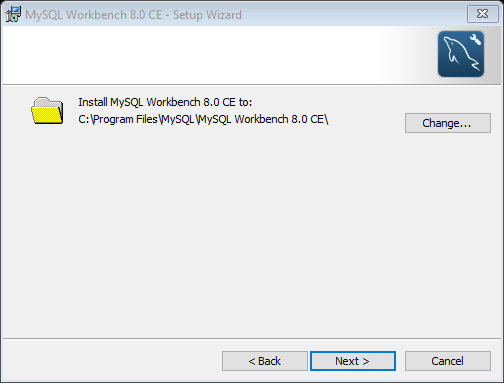 MySQL Workbench 8.0 CE - Setup Wizard
Install MySQL Workbench 8.0 CE to:
C:\Program Files\MySQL\MySQL Workbench 8.0 CE\
Change...
< Back
Next >
Cancel